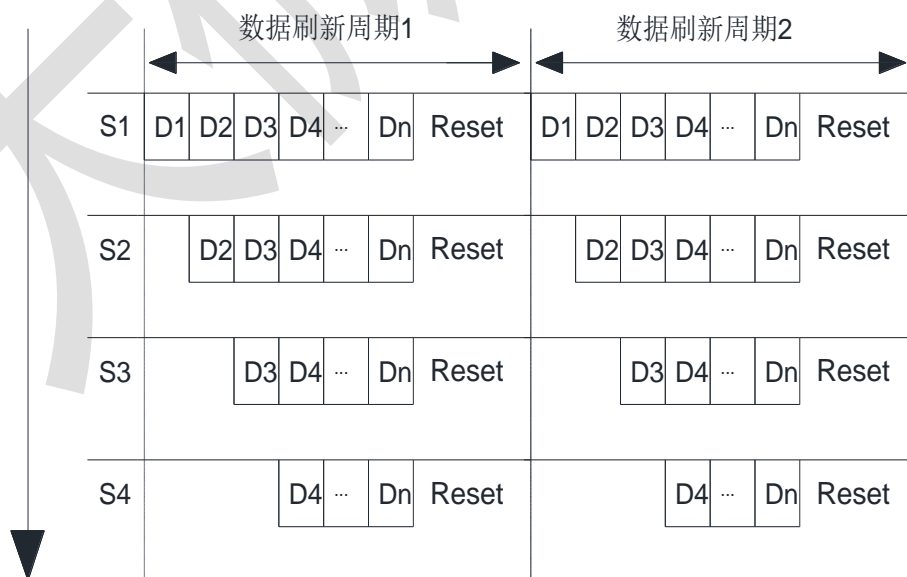 数据刷新周期1 数据刷新周期2
S1 D1 D2 D3 D4 ... Dn Reset D1 D2 D3 D4 ... Dn Reset
S2 D2 D3 D4 ... Dn Reset D2 D3 D4 ... Dn Reset
S3 D3 D4 ... Dn Reset D3 D4 ... Dn Reset
S4 D4 ... Dn Reset D4 ... Dn Reset